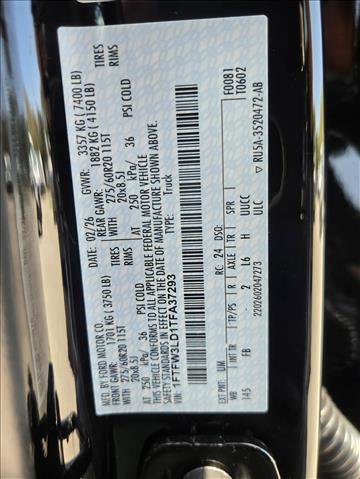 MFD. BY FORD MOTOR CO.
DATE: 02/26 GVWR: 3357 KG ( 7400 LB)
FRONT GAWR: 1701 KG ( 3750 LB) REAR GAWR: 1882 KG ( 4150 LB)
WITH 275/60R20 115T TIRES WITH 275/60R20 115T TIRES
20x8.5J RIMS 20x8.5J RIMS
AT 250 kPa/ 36 PSI COLD AT 250 kPa/ 36 PSI COLD
THIS VEHICLE CONFORMS TO ALL APPLICABLE FEDERAL MOTOR VEHICLE
SAFETY STANDARDS IN EFFECT ON THE DATE OF MANUFACTURE SHOWN ABOVE.
VIN: 1FTFW3LD1TFA37293
TYPE: Truck
F0081
T0602
EXT PNT: UM RC: 24 DSO:
WB INT TR TP/PS R AXLE TR SPR
145 FB - 2 L6 H UUCC
2202602047273 ULC
▽ RU5A-3520472-AB